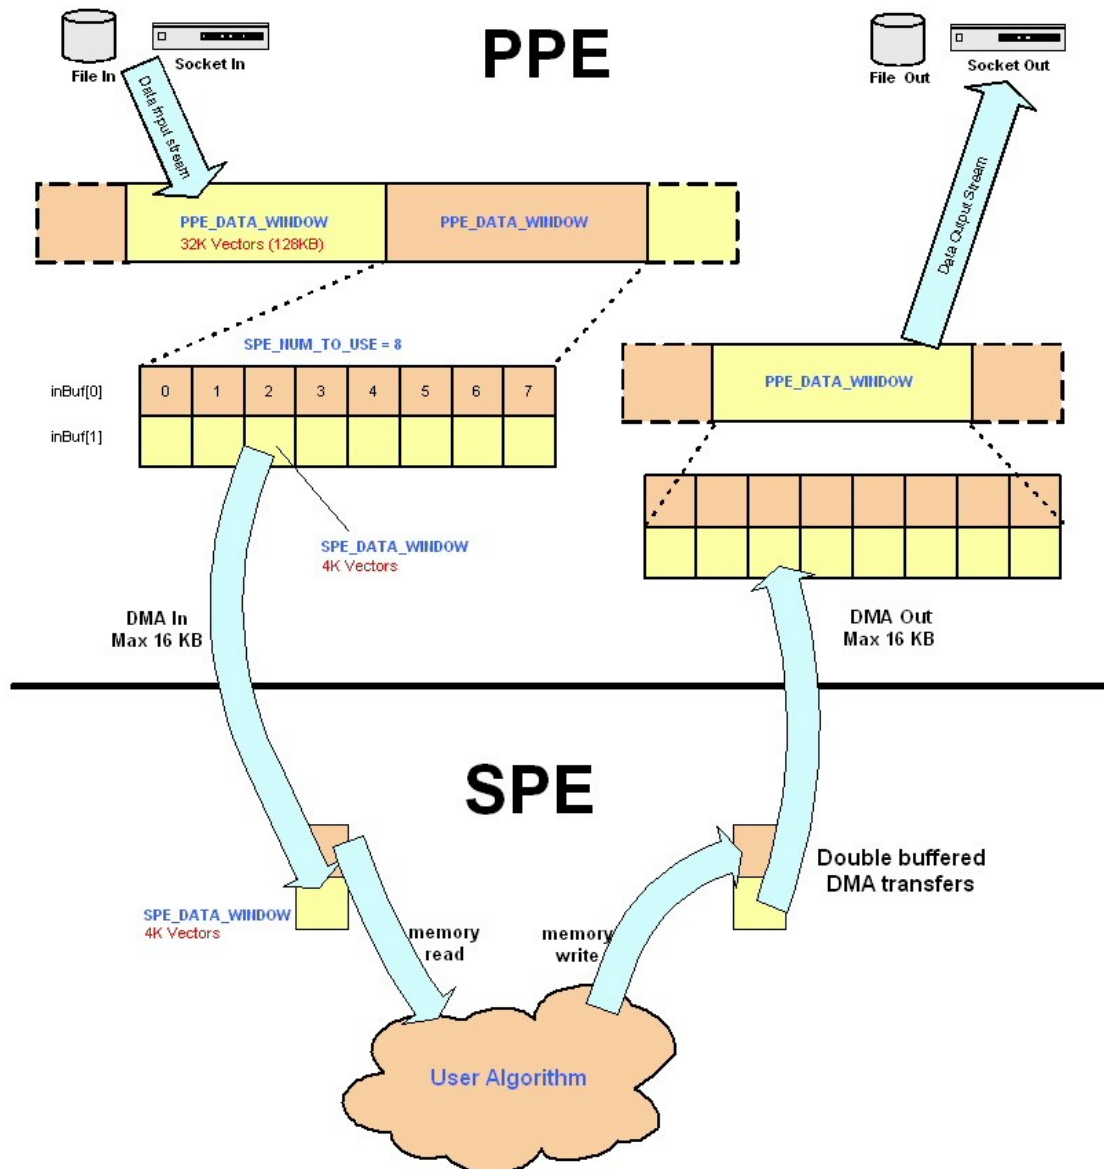 PPE
File In
Socket In
File Out
Socket Out
Data Input stream
Data Output Stream
PPE_DATA_WINDOW
32K Vectors (128KB)
PPE_DATA_WINDOW
SPE_NUM_TO_USE = 8
inBuf[0]
0 1 2 3 4 5 6 7
inBuf[1]
PPE_DATA_WINDOW
SPE_DATA_WINDOW
4K Vectors
DMA In
Max 16 KB
DMA Out
Max 16 KB
SPE
Double buffered
DMA transfers
SPE_DATA_WINDOW
4K Vectors
memory
read
memory
write
User Algorithm